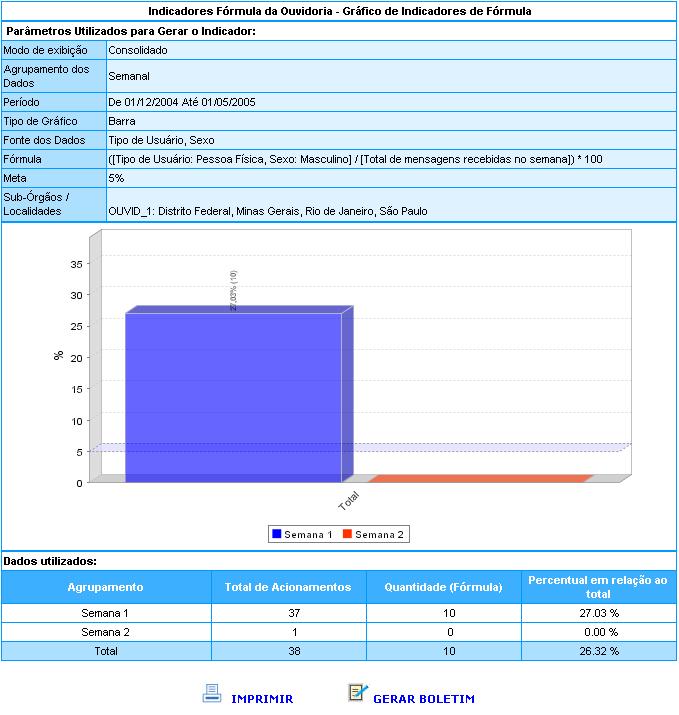 Indicadores Fórmula da Ouvidoria - Gráfico de Indicadores de Fórmula
Parâmetros Utilizados para Gerar o Indicador:
Modo de exibição Consolidado
Agrupamento dos
Dados Semanal
Período De 01/12/2004 Até 01/05/2005
Tipo de Gráfico Barra
Fonte dos Dados Tipo de Usuário, Sexo
Fórmula ([Tipo de Usuário: Pessoa Física, Sexo: Masculino] / [Total de mensagens recebidas no semana]) * 100
Meta 5%
Sub-Órgãos /
Localidades OUVID_1: Distrito Federal, Minas Gerais, Rio de Janeiro, São Paulo
35
30
25
20
15
10
5
0
%
27,03% (10)
Total
Semana 1 Semana 2
Dados utilizados:
Agrupamento Total de Acionamentos Quantidade (Fórmula) Percentual em relação ao
total
Semana 1 37 10 27.03 %
Semana 2 1 0 0.00 %
Total 38 10 26.32 %
IMPRIMIR GERAR BOLETIM